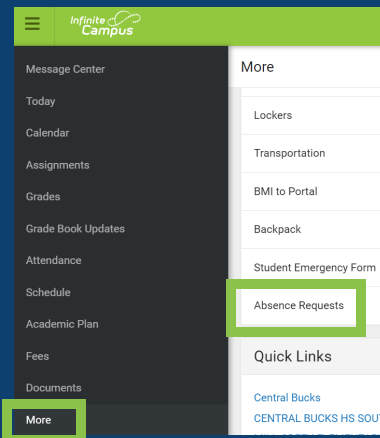 Infinite
Campus
Message Center
Today
Calendar
Assignments
Grades
Grade Book Updates
Attendance
Schedule
Academic Plan
Fees
Documents
More
More
Lockers
Transportation
BMI to Portal
Backpack
Student Emergency Form
Absence Requests
Quick Links
Central Bucks
CENTRAL BUCKS HS SOUT